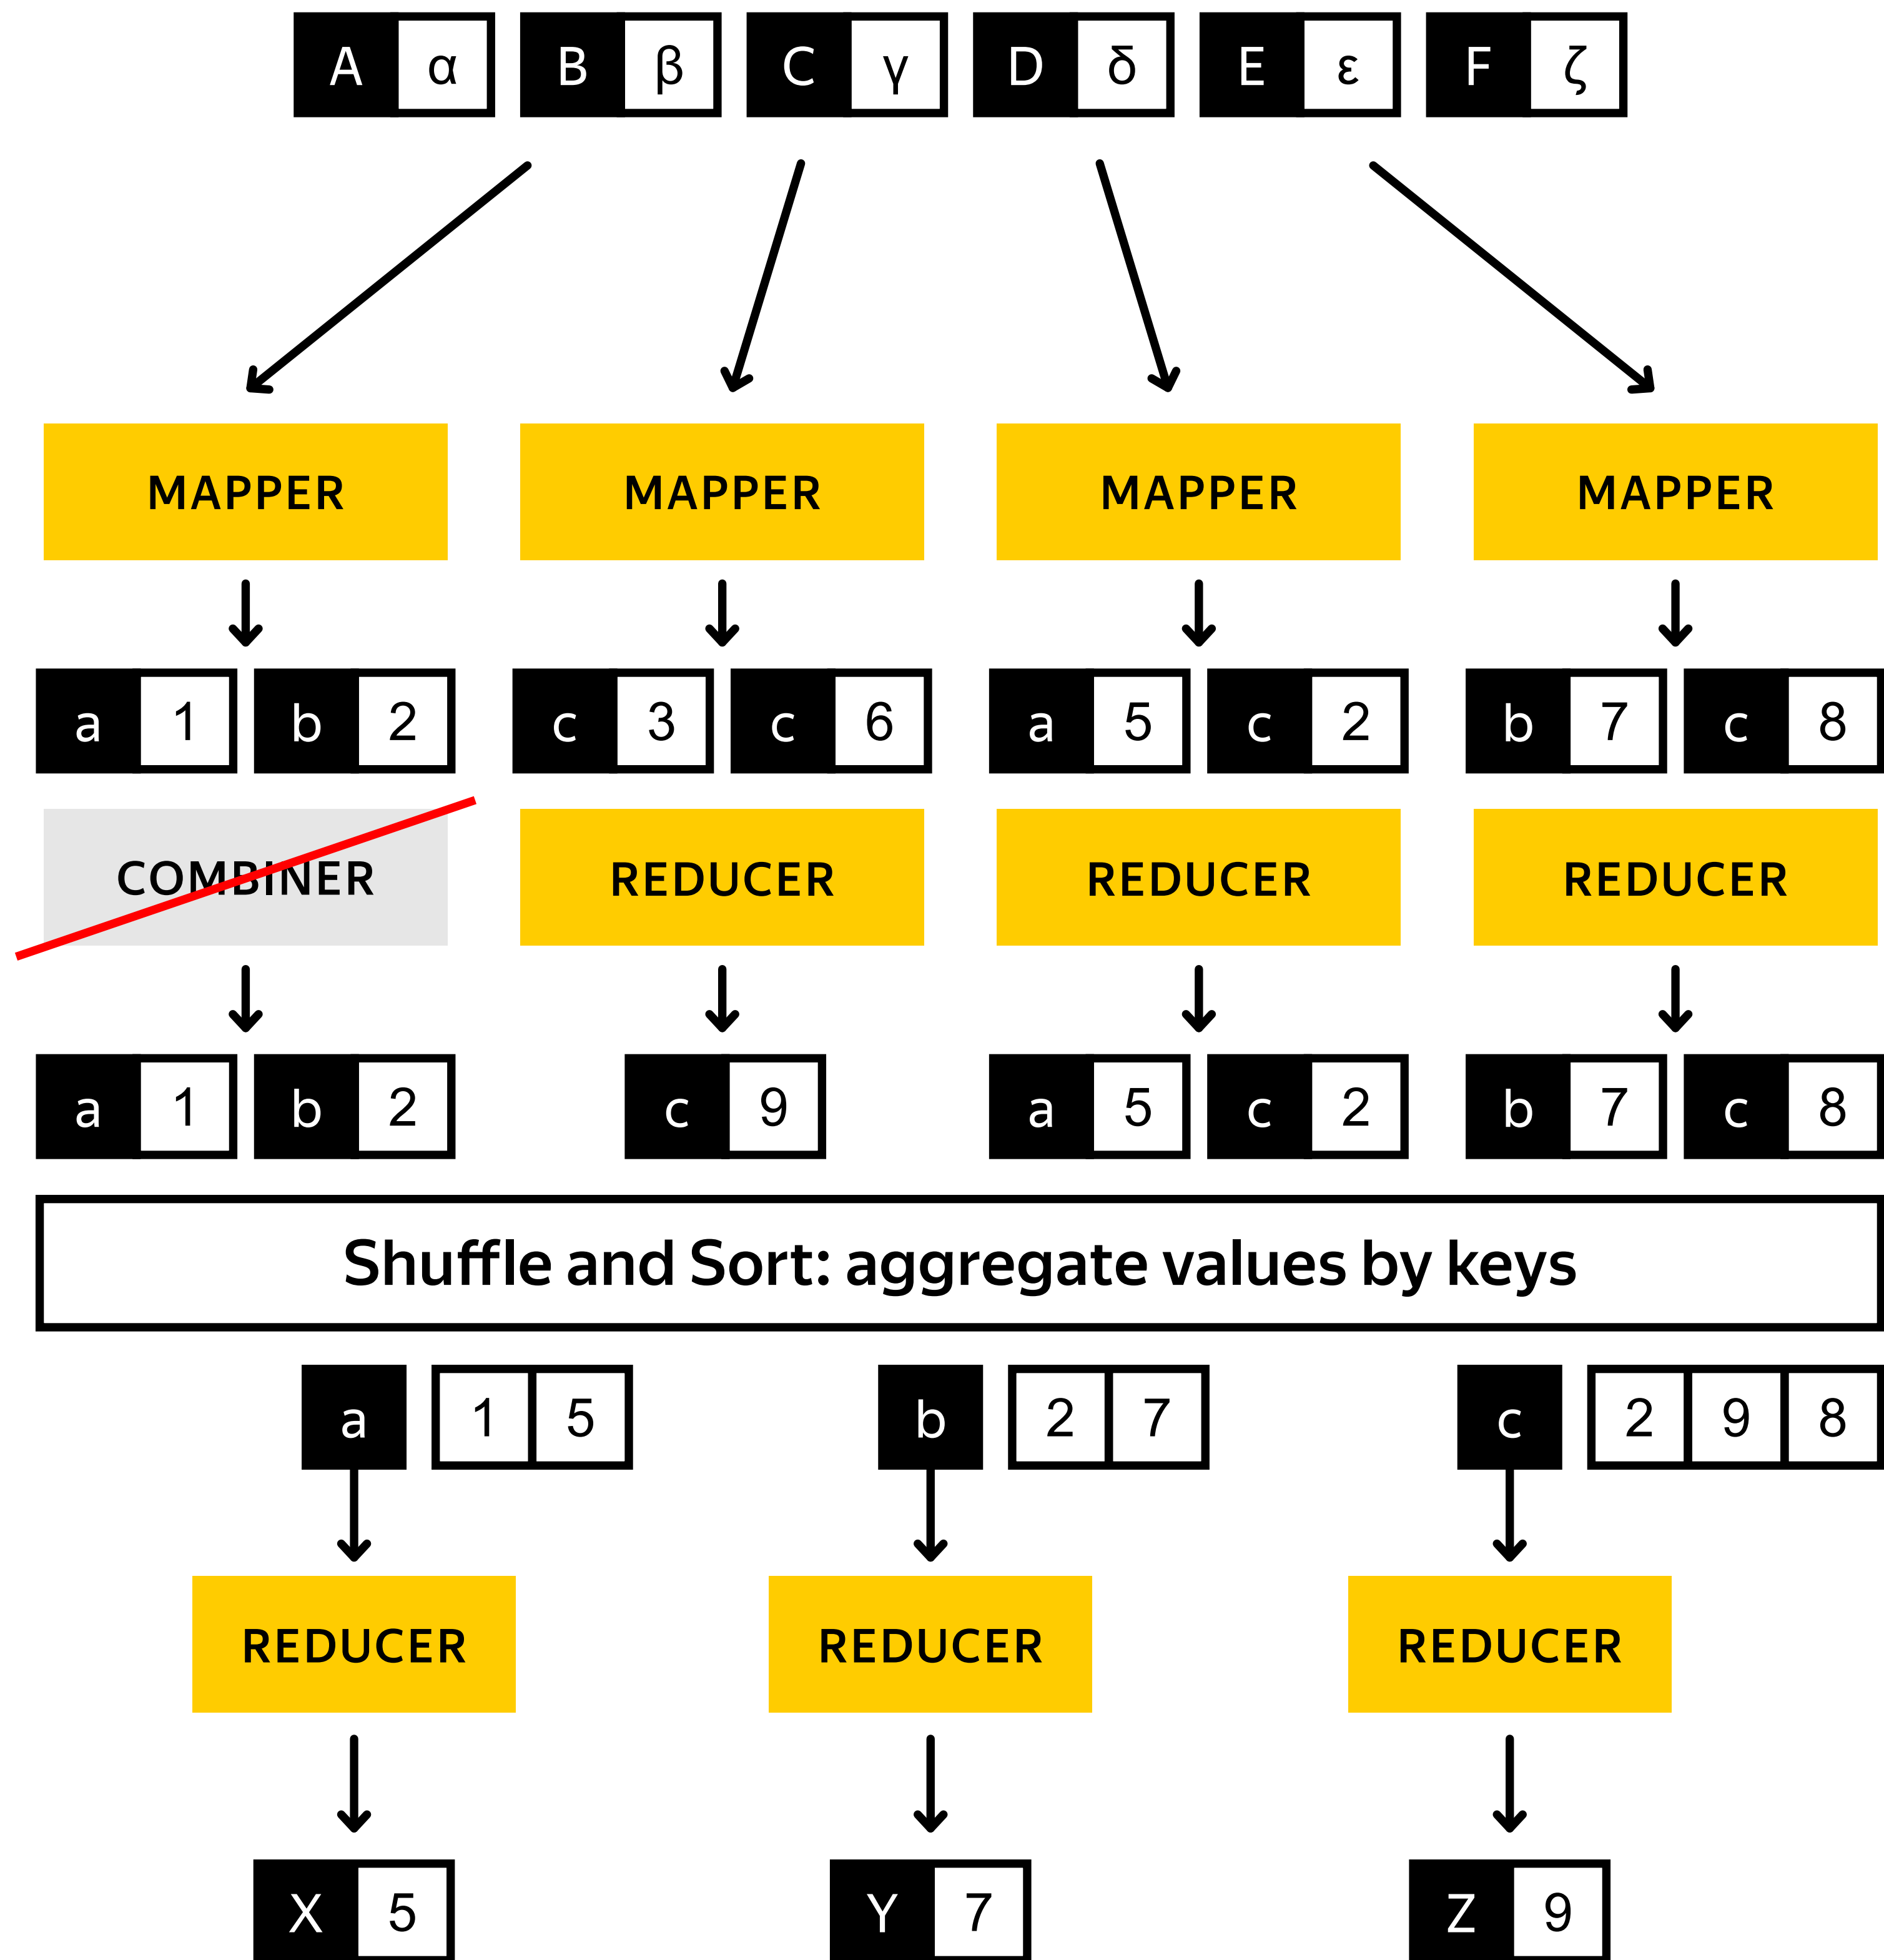 A α B β C γ D δ E ε F ζ
MAPPER MAPPER MAPPER MAPPER
a 1 b 2 c 3 c 6 a 5 c 2 b 7 c 8
COMBINER REDUCER REDUCER REDUCER
a 1 b 2 c 9 a 5 c 2 b 7 c 8
Shuffle and Sort: aggregate values by keys
a 1 5 b 2 7 c 2 9 8
REDUCER REDUCER REDUCER
X 5 Y 7 Z 9